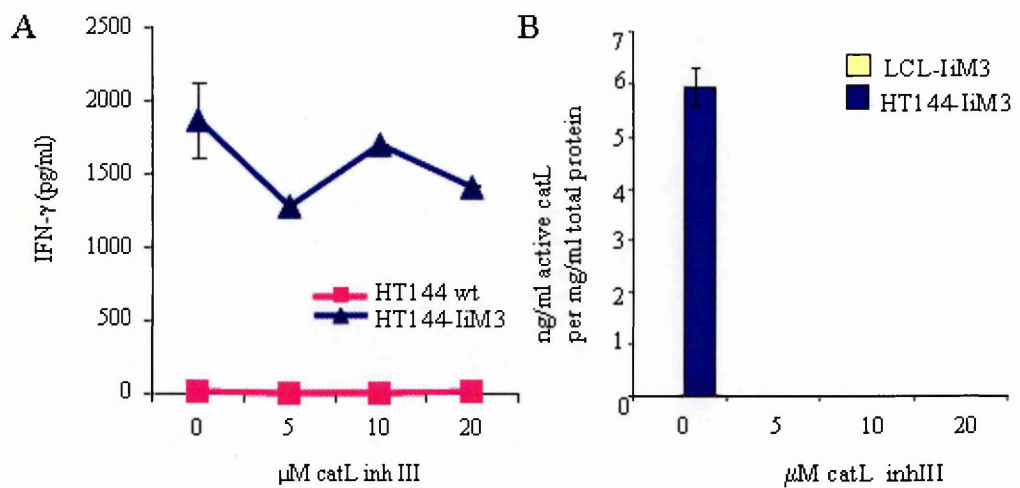 A
2500
2000
1500
1000
500
0
IFN-γ (pg/ml)
HT144 wt
HT144-IiM3
0 5 10 20
μM catL inh III
B
7
6
5
4
3
2
1
0
ng/ml active catL
per mg/ml total protein
LCL-IiM3
HT144-IiM3
0 5 10 20
μM catL inhIII